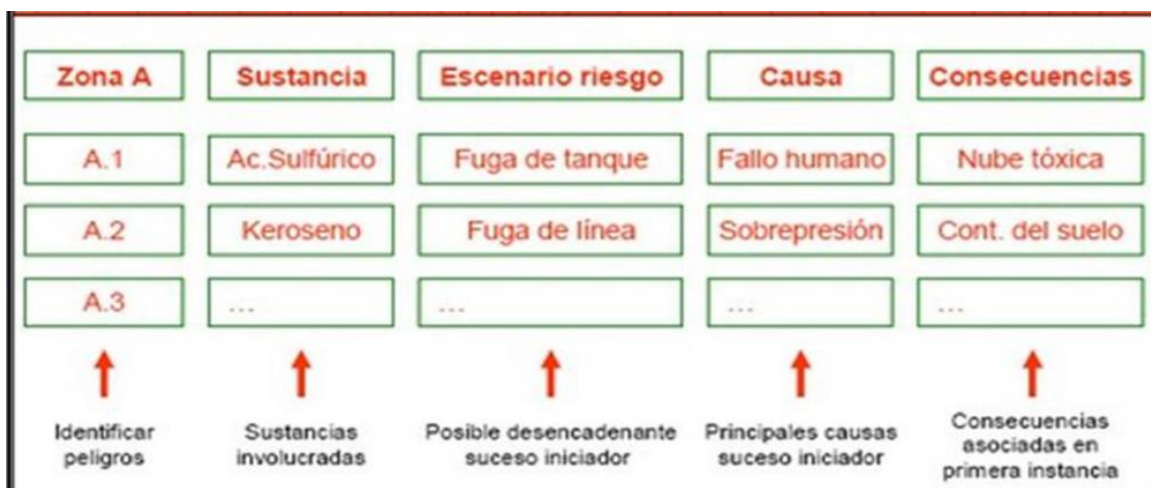 Zona A Sustancia Escenario riesgo Causa Consecuencias
A.1 Ac.Sulfúrico Fuga de tanque Fallo humano Nube tóxica
A.2 Keroseno Fuga de línea Sobrepresión Cont. del suelo
A.3 ... ... ... ...
Identificar
peligros
Sustancias
involucradas
Posible desencadenante
suceso iniciador
Principales causas
suceso iniciador
Consecuencias
asociadas en
primera instancia